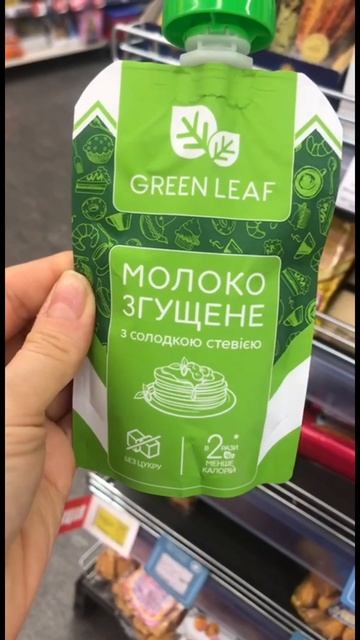 GREEN LEAF
МОЛОКО
ЗГУЩЕНЕ
з солодкою стевією
БЕЗ ЦУКРУ
В 2 РАЗИ*
МЕНШЕ
КАЛОРІЙ